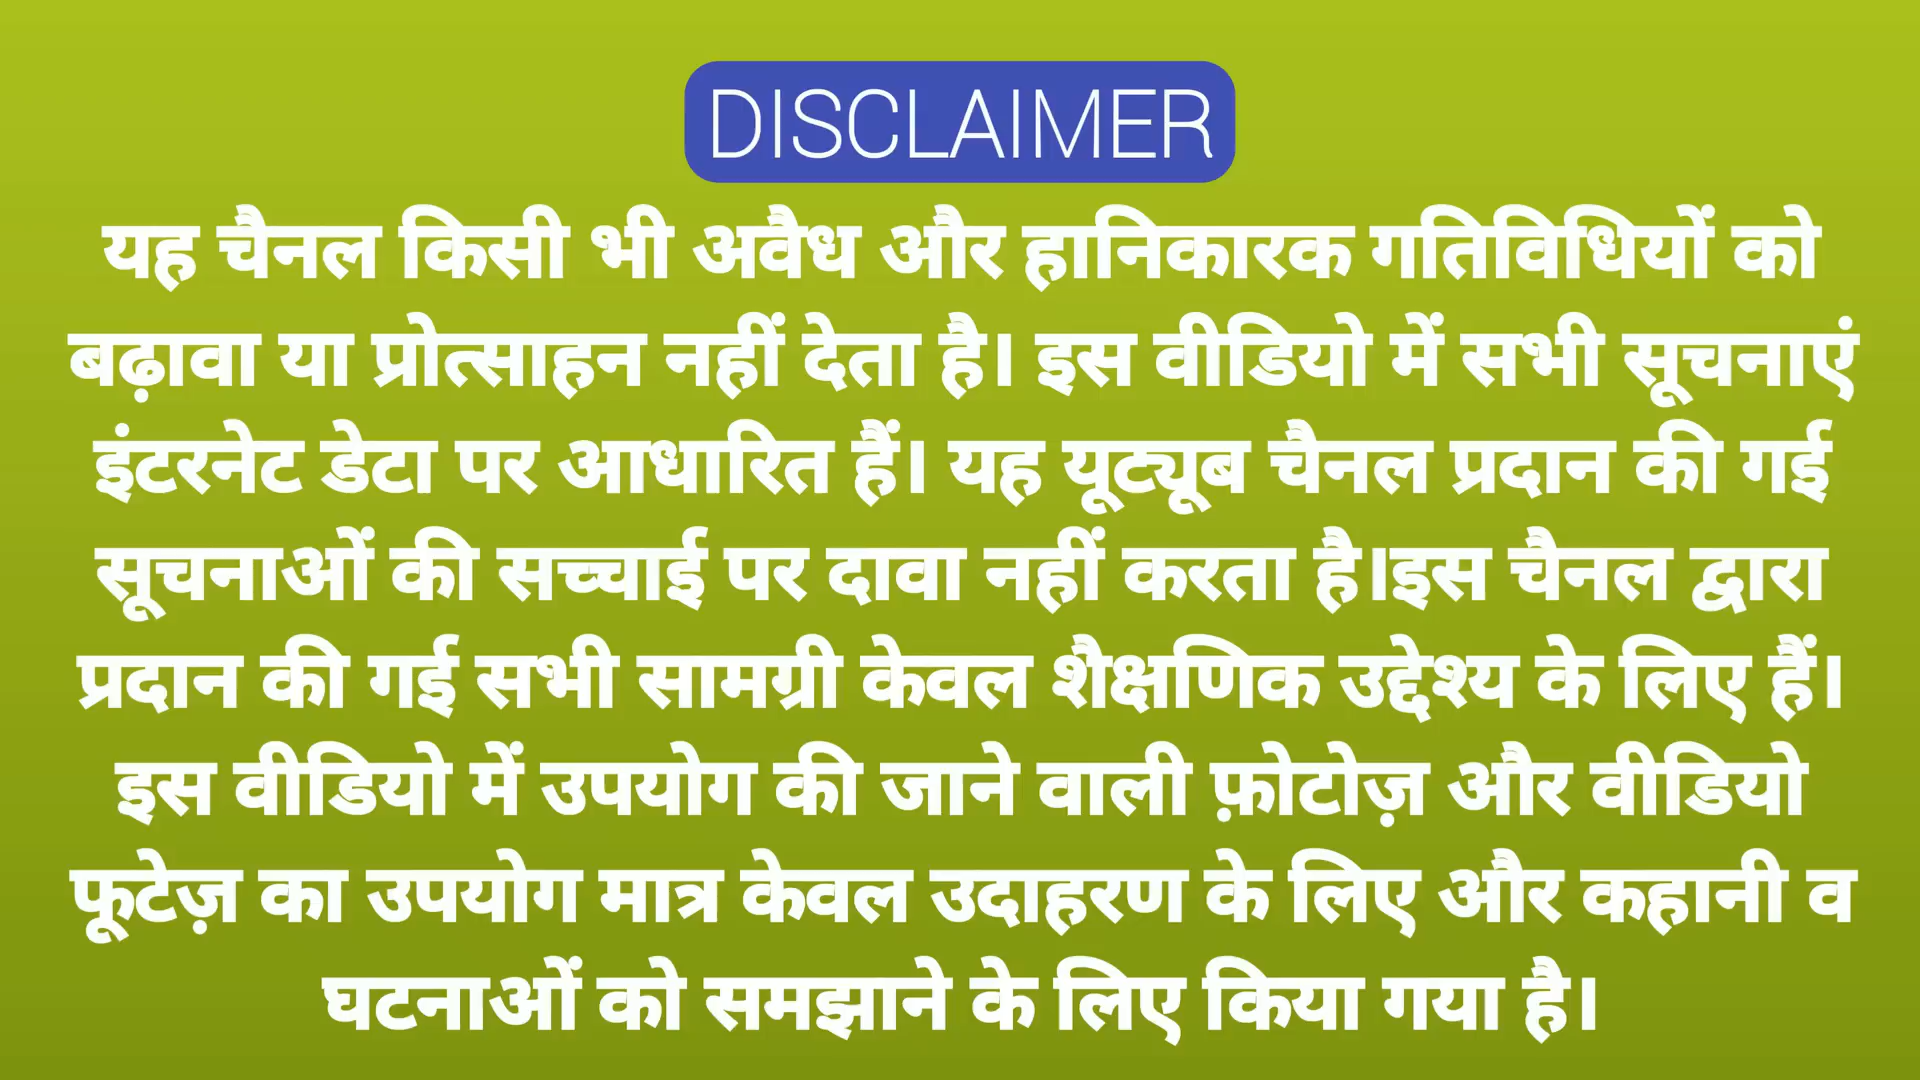 DISCLAIMER
यह चैनल किसी भी अवैध और हानिकारक गतिविधियों को
बढ़ावा या प्रोत्साहन नहीं देता है। इस वीडियो में सभी सूचनाएं
इंटरनेट डेटा पर आधारित हैं। यह यूट्यूब चैनल प्रदान की गई
सूचनाओं की सच्चाई पर दावा नहीं करता है।इस चैनल द्वारा
प्रदान की गई सभी सामग्री केवल शैक्षणिक उद्देश्य के लिए हैं।
इस वीडियो में उपयोग की जाने वाली फ़ोटोज़ और वीडियो
फूटेज़ का उपयोग मात्र केवल उदाहरण के लिए और कहानी व
घटनाओं को समझाने के लिए किया गया है।